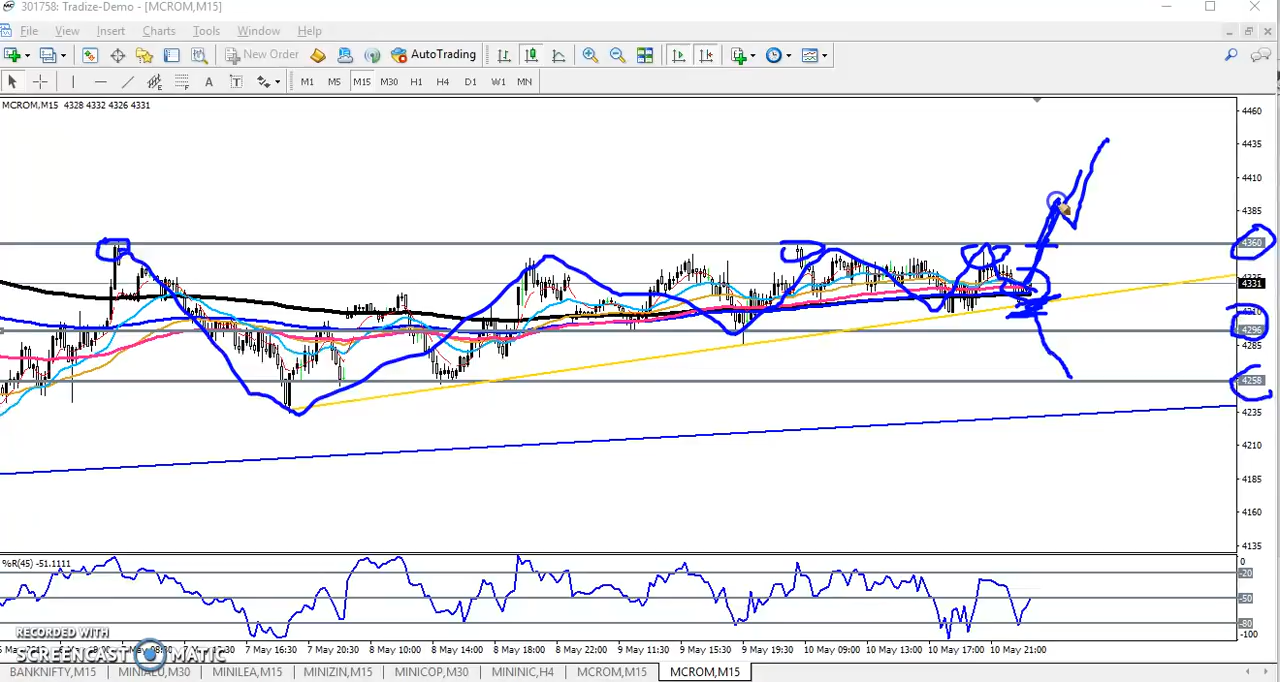 301758: Tradize-Demo - [MCROM,M15]
File View Insert Charts Tools Window Help
New Order AutoTrading
A T M1 M5 M15 M30 H1 H4 D1 W1 MN
MCROM,M15 4328 4332 4326 4331
4460
4435
4410
4385
4360
4335
4331
4310
4296
4285
4258
4235
4210
4185
4160
4135
%R(45) -51.1111
0
-20
-50
-80
-100
RECORDED WITH
7 May 16:30 7 May 20:30 8 May 10:00 8 May 14:00 8 May 18:00 8 May 22:00 9 May 11:30 9 May 15:30 9 May 19:30 10 May 09:00 10 May 13:00 10 May 17:00 10 May 21:00
SCREENCAST MATIC
BANKNIFTY,M15 MINIALU,M30 MINILEA,M15 MINIZIN,M15 MINICOP,M30 MININIC,H4 MCROM,M15 MCROM,M15